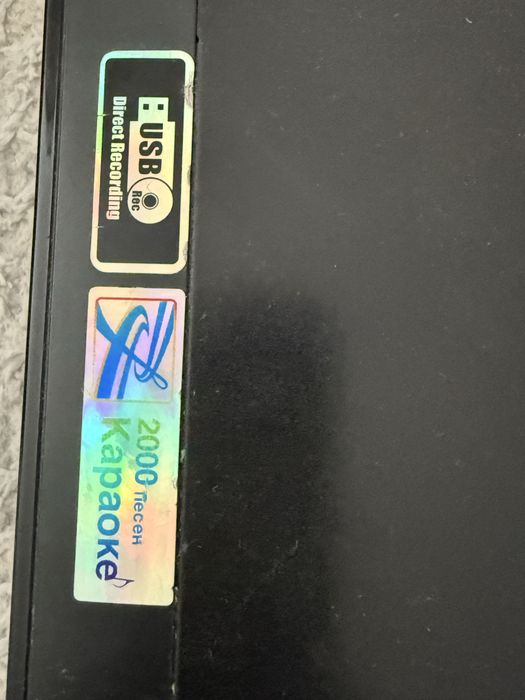 USB
Rec
Direct Recording
2000 песен
Караоке